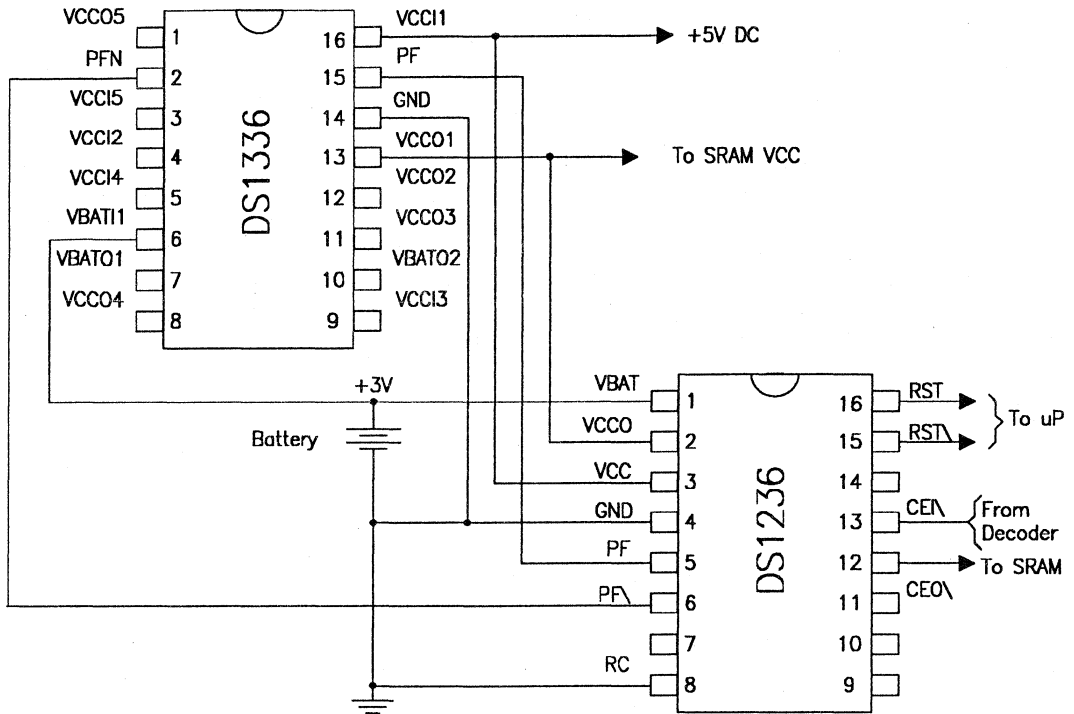 VCCO5
PFN
VCCI5
VCCI2
VCCI4
VBATI1
VBATO1
VCCO4
1
2
3
4
5
6
7
8
DS1336
16
15
14
13
12
11
10
9
VCCI1
PF
GND
VCCO1
VCCO2
VCCO3
VBATO2
VCCI3
+5V DC
To SRAM VCC
+3V
Battery
VBAT
VCCO
VCC
GND
PF
PF\
RC
1
2
3
4
5
6
7
8
DS1236
16
15
14
13
12
11
10
9
RST
RST\
To uP
CEI\
From
Decoder
To SRAM
CEO\